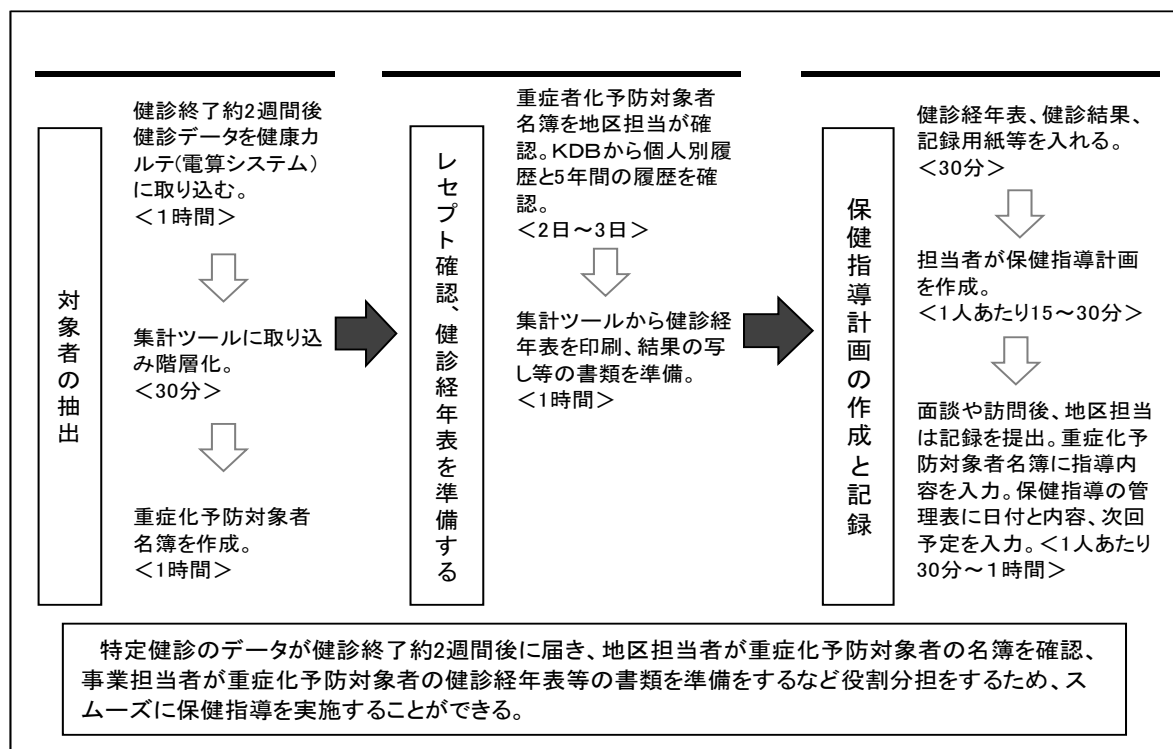 対象者の抽出
健診終了約2週間後
健診データを健康カ
ルテ(電算システム)
に取り込む。
＜1時間＞
集計ツールに取り込
み階層化。
＜30分＞
重症化予防対象者
名簿を作成。
＜1時間＞
レセプト確認、健診経年表を準備する
重症者化予防対象者
名簿を地区担当が確
認。KDBから個人別履
歴と5年間の履歴を確
認。
＜2日～3日＞
集計ツールから健診経
年表を印刷、結果の写
し等の書類を準備。
＜1時間＞
保健指導計画の作成と記録
健診経年表、健診結果、
記録用紙等を入れる。
＜30分＞
担当者が保健指導計画
を作成。
＜1人あたり15～30分＞
面談や訪問後、地区担当
は記録を提出。重症化予
防対象者名簿に指導内
容を入力。保健指導の管
理表に日付と内容、次回
予定を入力。＜1人あたり
30分～1時間＞
特定健診のデータが健診終了約2週間後に届き、地区担当者が重症化予防対象者の名簿を確認、
事業担当者が重症化予防対象者の健診経年表等の書類を準備をするなど役割分担をするため、ス
ムーズに保健指導を実施することができる。